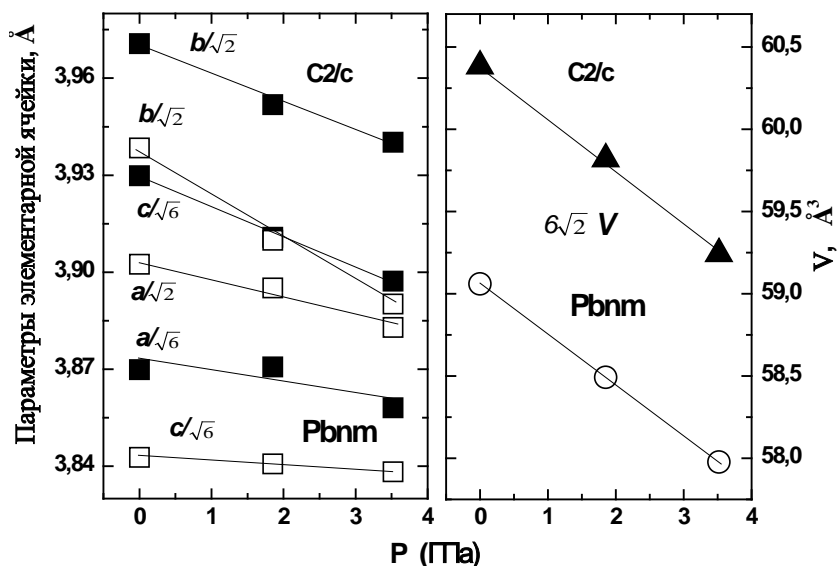 Параметры элементарной ячейки, Å
3,96
3,93
3,90
3,87
3,84
b/√2
C2/c
b/√2
c/√6
a/√2
a/√6
c/√6
Pbnm
0 1 2 3 4
C2/c
6√2 V
Pbnm
0 1 2 3 4
60,5
60,0
59,5
59,0
58,5
58,0
V, Å³
P (ГПа)